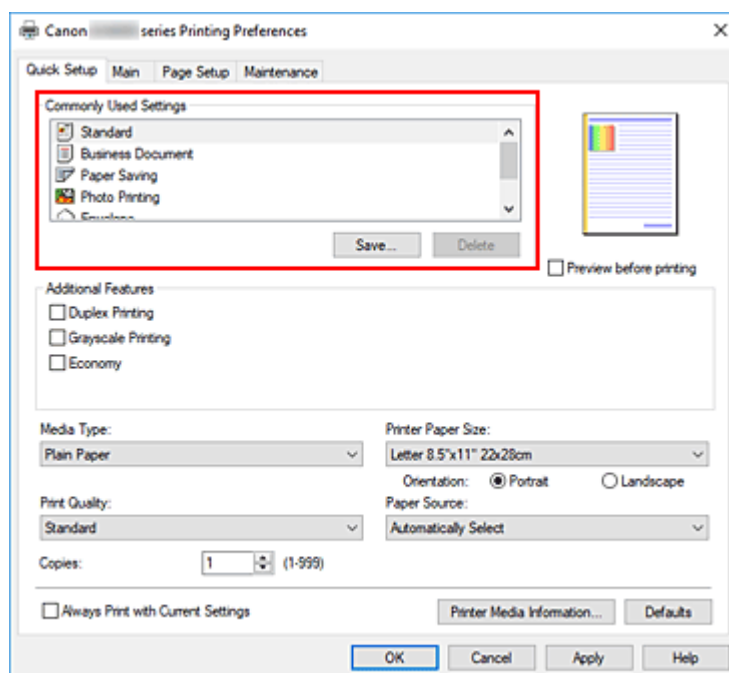 Canon series Printing Preferences
Quick Setup Main Page Setup Maintenance
Commonly Used Settings
Standard
Business Document
Paper Saving
Photo Printing
Envelope
Save... Delete
Preview before printing
Additional Features
Duplex Printing
Grayscale Printing
Economy
Media Type: Printer Paper Size:
Plain Paper Letter 8.5"x11" 22x28cm
Orientation: Portrait Landscape
Print Quality: Paper Source:
Standard Automatically Select
Copies: 1 (1-999)
Always Print with Current Settings Printer Media Information... Defaults
OK Cancel Apply Help